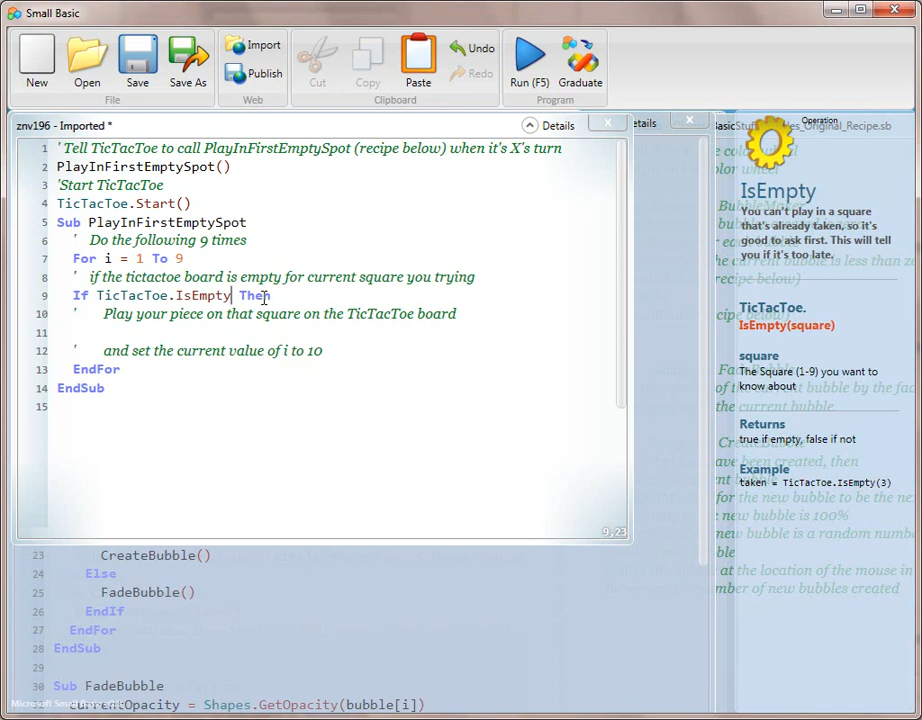 Small Basic
New
Open
Save
Save As
Import
Publish
Cut
Copy
Paste
Undo
Redo
Run (F5)
Graduate
File
Web
Clipboard
Program
znv196 - Imported *
Details
1 ' Tell TicTacToe to call PlayInFirstEmptySpot (recipe below) when it's X's turn
2 PlayInFirstEmptySpot()
3 'Start TicTacToe
4 TicTacToe.Start()
5 Sub PlayInFirstEmptySpot
6 ' Do the following 9 times
7 For i = 1 To 9
8 ' if the tictactoe board is empty for current square you trying
9 If TicTacToe.IsEmpty Then
10 ' Play your piece on that square on the TicTacToe board
11
12 ' and set the current value of i to 10
13 EndFor
14 EndSub
15
9,23
23 CreateBubble()
24 Else
25 FadeBubble()
26 EndIf
27 EndFor
28 EndSub
29
30 Sub FadeBubble
31 currentOpacity = Shapes.GetOpacity(bubble[i])
Operation
IsEmpty
You can't play in a square
that's already taken, so it's
good to ask first. This will tell
you if it's too late.
TicTacToe.
IsEmpty(square)
square
The Square (1-9) you want to
know about
Returns
true if empty, false if not
Example
taken = TicTacToe.IsEmpty(3)